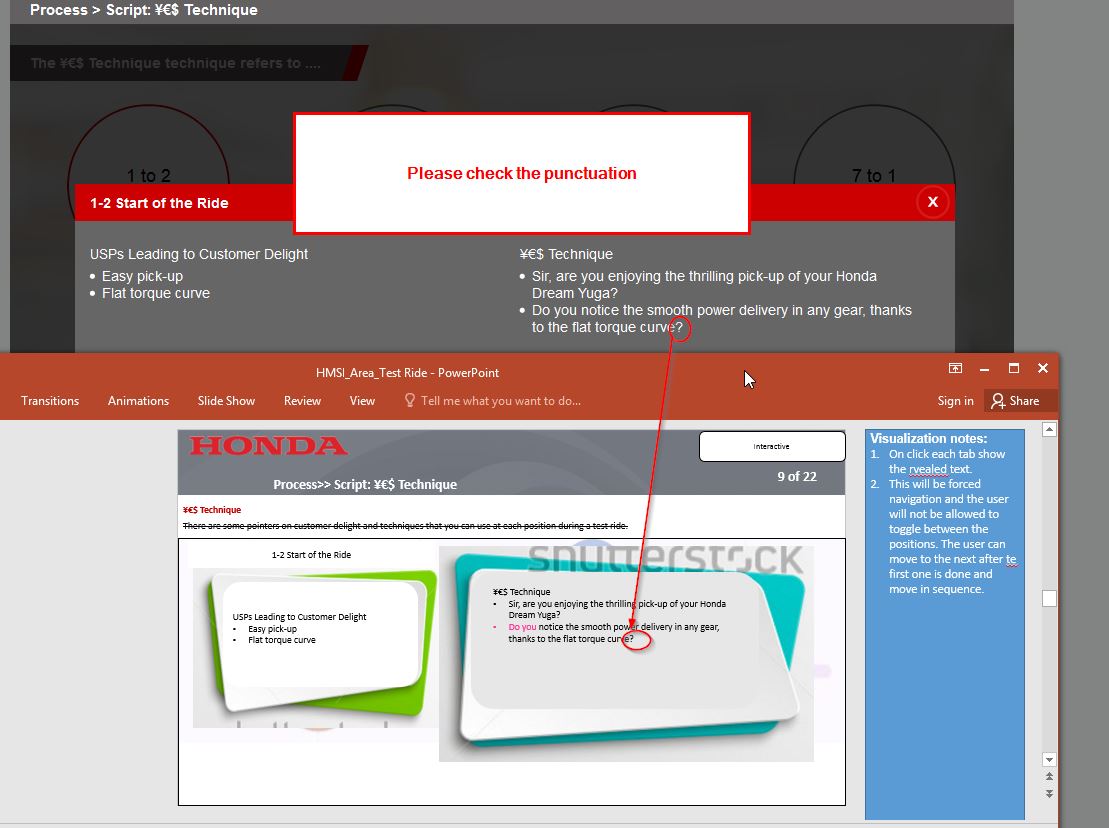 Process > Script: ¥€$ Technique
The ¥€$ Technique technique refers to ....
1 to 2
7 to 1
Please check the punctuation
1-2 Start of the Ride
X
USPs Leading to Customer Delight
• Easy pick-up
• Flat torque curve
¥€$ Technique
• Sir, are you enjoying the thrilling pick-up of your Honda
Dream Yuga?
• Do you notice the smooth power delivery in any gear, thanks
to the flat torque curve?
HMSI_Area_Test Ride - PowerPoint
Transitions
Animations
Slide Show
Review
View
Tell me what you want to do...
Sign in
Share
HONDA
Interactive
Process>> Script: ¥€$ Technique
9 of 22
¥€$ Technique
There are some pointers on customer delight and techniques that you can use at each position during a test ride.
1-2 Start of the Ride
USPs Leading to Customer Delight
• Easy pick-up
• Flat torque curve
shutterstock
¥€$ Technique
• Sir, are you enjoying the thrilling pick-up of your Honda
Dream Yuga?
• Do you notice the smooth power delivery in any gear,
thanks to the flat torque curve?
Visualization notes:
1. On click each tab show
the rvealed text.
2. This will be forced
navigation and the user
will not be allowed to
toggle between the
positions. The user can
move to the next after te
first one is done and
move in sequence.